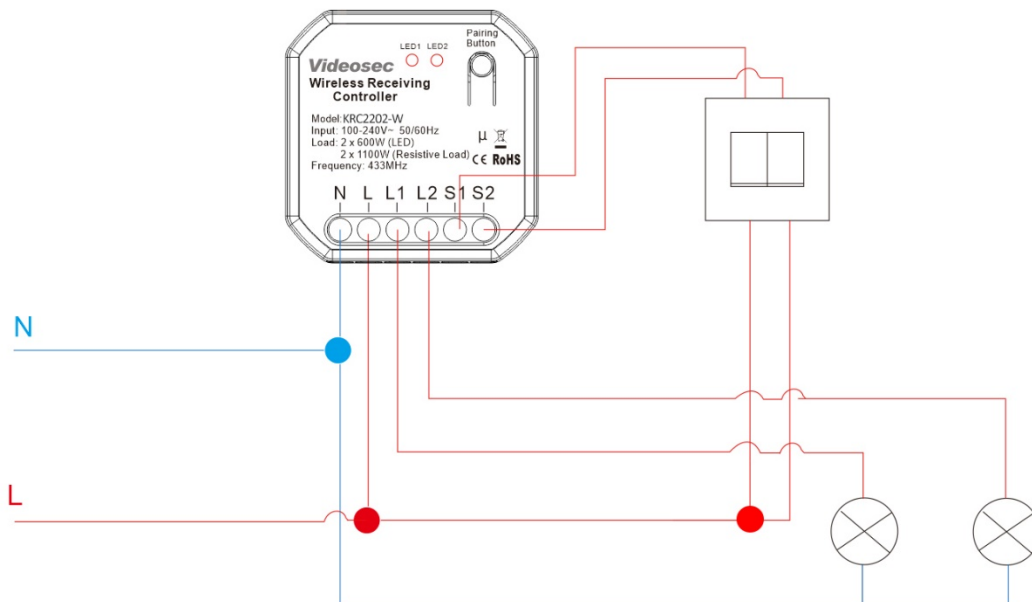 Pairing
Button
LED1 LED2
Videosec
Wireless Receiving
Controller
Model:KRC2202-W
Input: 100-240V~ 50/60Hz
Load: 2 x 600W (LED)
2 x 1100W (Resistive Load)
Frequency: 433MHz
μ
CE RoHS
N L L1 L2 S1 S2
N
L